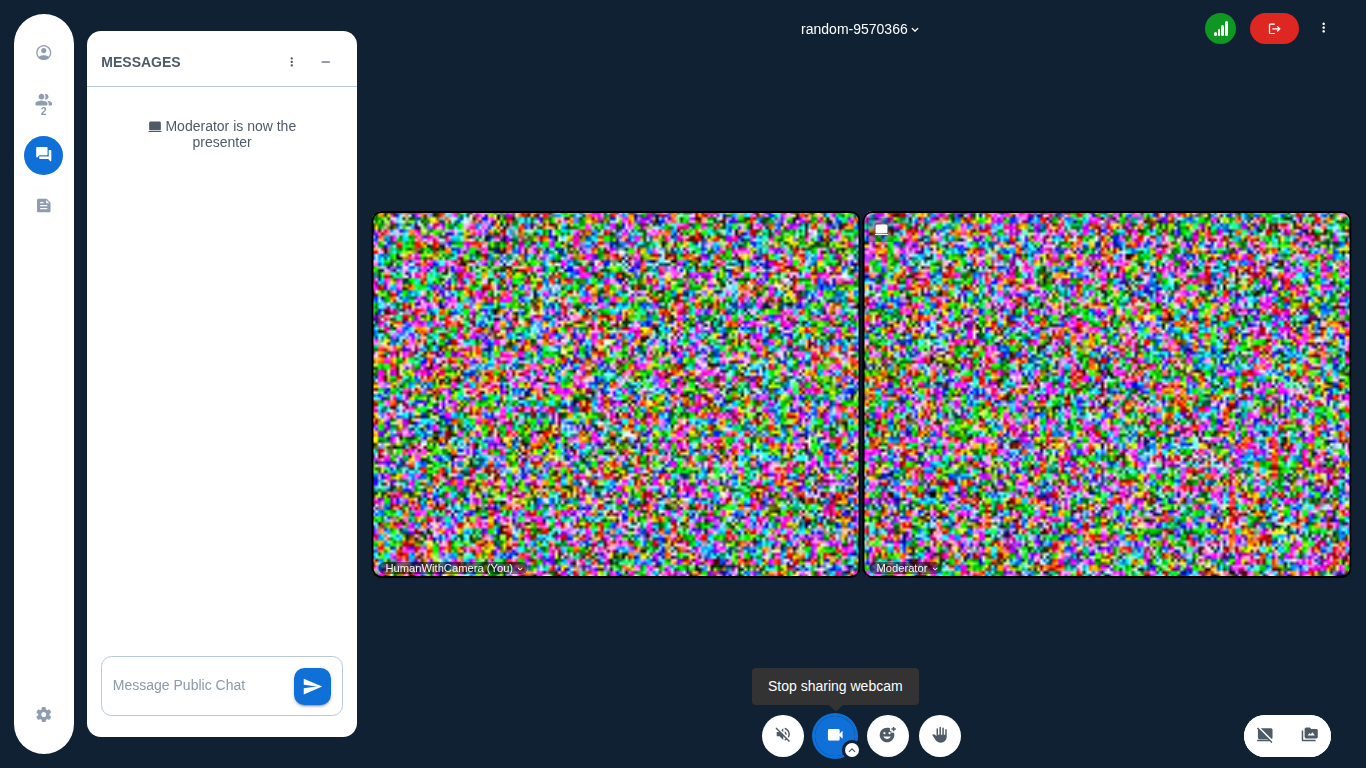 random-9570366
2
MESSAGES
Moderator is now the
presenter
HumanWithCamera (You)
Moderator
Message Public Chat
Stop sharing webcam